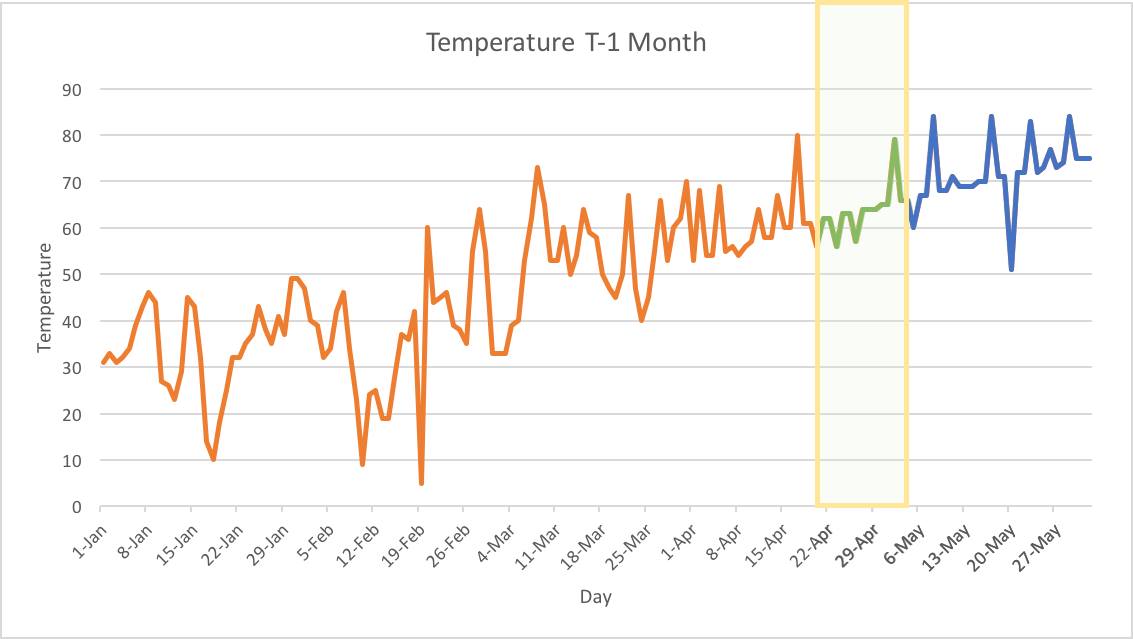 Temperature T-1 Month
90
80
70
60
50
40
30
20
10
0
Temperature
1-Jan
8-Jan
15-Jan
22-Jan
29-Jan
5-Feb
12-Feb
19-Feb
26-Feb
4-Mar
11-Mar
18-Mar
25-Mar
1-Apr
8-Apr
15-Apr
22-Apr
29-Apr
6-May
13-May
20-May
27-May
Day